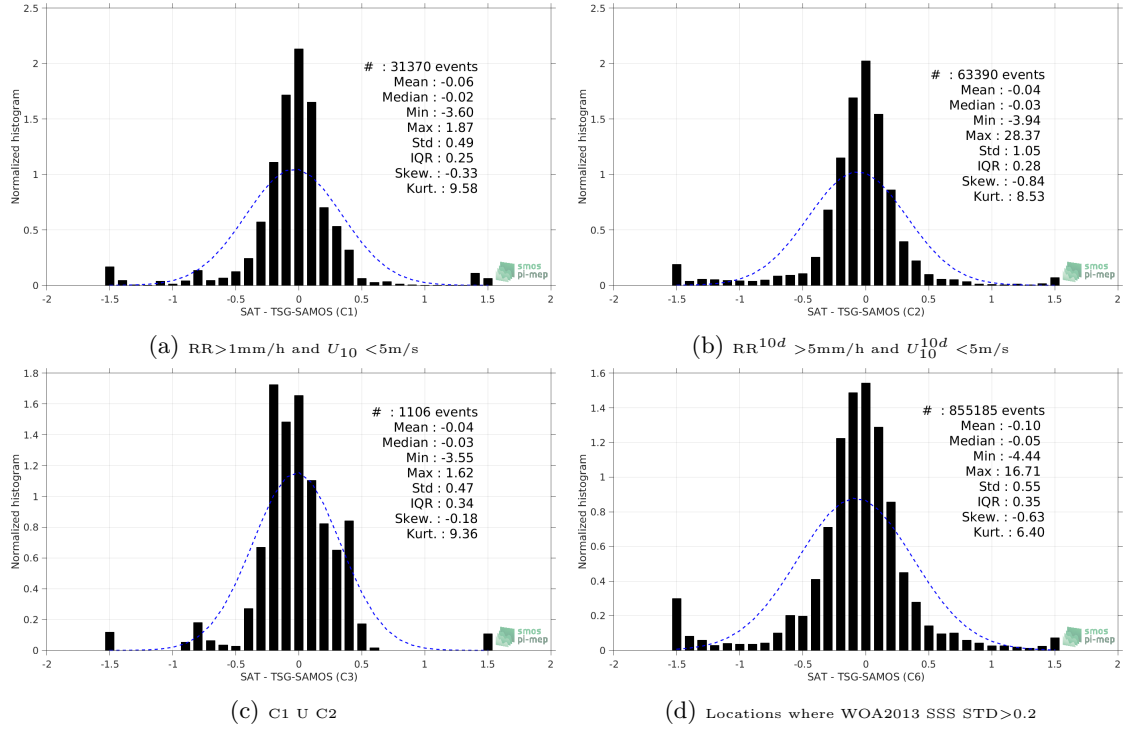 2.5
2
1.5
1
0.5
0
-2
-1.5
-1
-0.5
0
0.5
1
1.5
2
Normalized histogram
SAT - TSG-SAMOS (C1)
# : 31370 events
Mean : -0.06
Median : -0.02
Min : -3.60
Max : 1.87
Std : 0.49
IQR : 0.25
Skew. : -0.33
Kurt. : 9.58
smos
pi-mep
(a) RR>1mm/h and U10 <5m/s
2.5
2
1.5
1
0.5
0
-2
-1.5
-1
-0.5
0
0.5
1
1.5
2
Normalized histogram
SAT - TSG-SAMOS (C2)
# : 63390 events
Mean : -0.04
Median : -0.03
Min : -3.94
Max : 28.37
Std : 1.05
IQR : 0.28
Skew. : -0.84
Kurt. : 8.53
smos
pi-mep
(b) RR10d >5mm/h and U10d10 <5m/s
1.8
1.6
1.4
1.2
1
0.8
0.6
0.4
0.2
0
-2
-1.5
-1
-0.5
0
0.5
1
1.5
2
Normalized histogram
SAT - TSG-SAMOS (C3)
# : 1106 events
Mean : -0.04
Median : -0.03
Min : -3.55
Max : 1.62
Std : 0.47
IQR : 0.34
Skew. : -0.18
Kurt. : 9.36
smos
pi-mep
(c) C1 U C2
1.6
1.4
1.2
1
0.8
0.6
0.4
0.2
0
-2
-1.5
-1
-0.5
0
0.5
1
1.5
2
Normalized histogram
SAT - TSG-SAMOS (C6)
# : 855185 events
Mean : -0.10
Median : -0.05
Min : -4.44
Max : 16.71
Std : 0.55
IQR : 0.35
Skew. : -0.63
Kurt. : 6.40
smos
pi-mep
(d) Locations where WOA2013 SSS STD>0.2